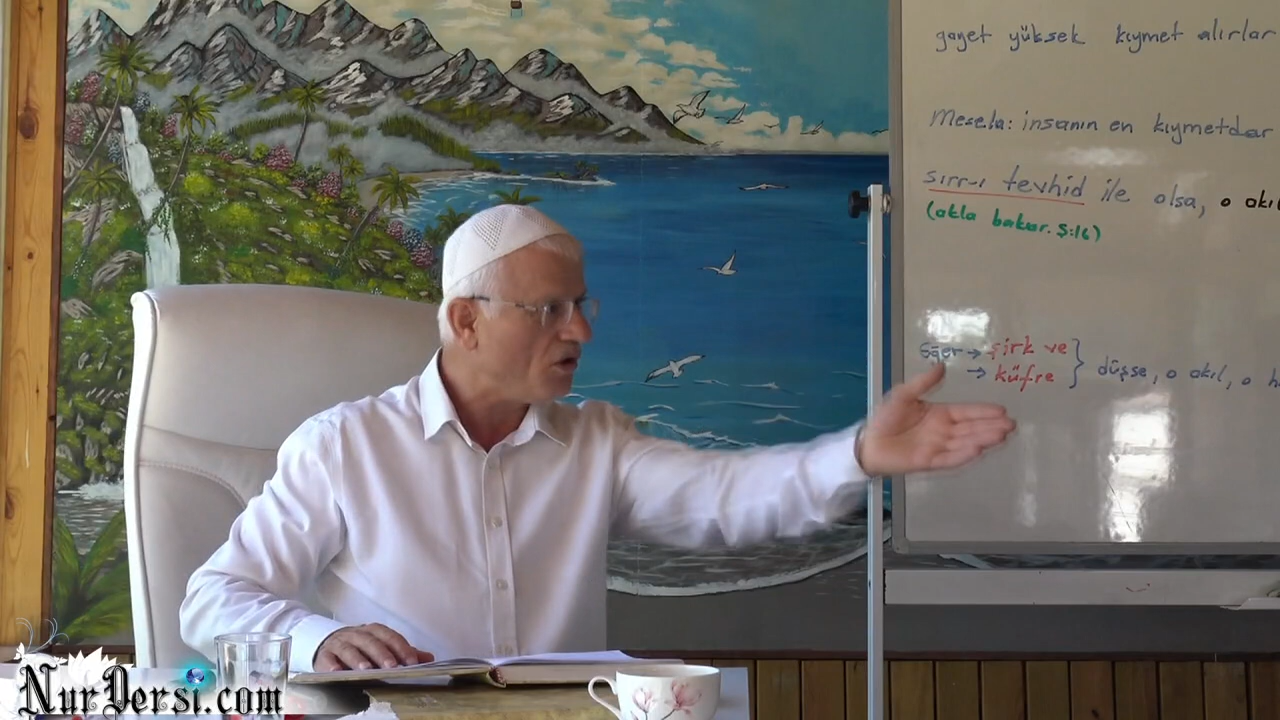 gayet yüksek kıymet alırlar
Mesela: insanın en kıymetdar
sırr-ı tevhid ile olsa, o
(akla bakar. Ş:16)
Eğer → şirk ve
→ küfre } düşse, o akıl, o
NurDersi.com